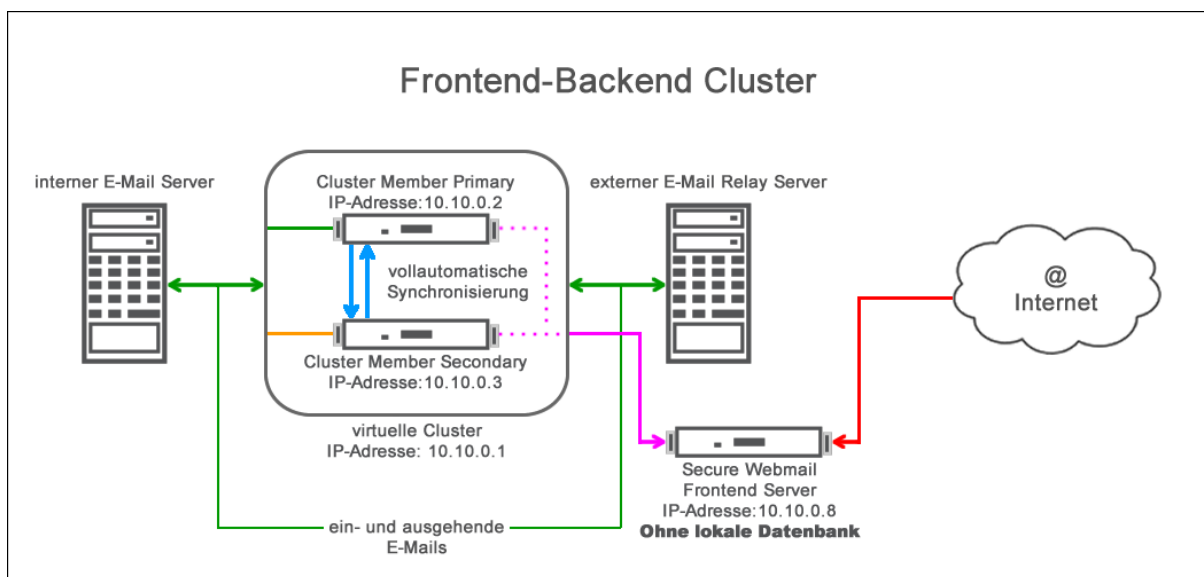 Frontend-Backend Cluster
interner E-Mail Server
Cluster Member Primary
IP-Adresse:10.10.0.2
externer E-Mail Relay Server
vollautomatische
Synchronisierung
@
Internet
Cluster Member Secondary
IP-Adresse:10.10.0.3
virtuelle Cluster
IP-Adresse: 10.10.0.1
Secure Webmail
Frontend Server
IP-Adresse:10.10.0.8
Ohne lokale Datenbank
ein- und ausgehende
E-Mails